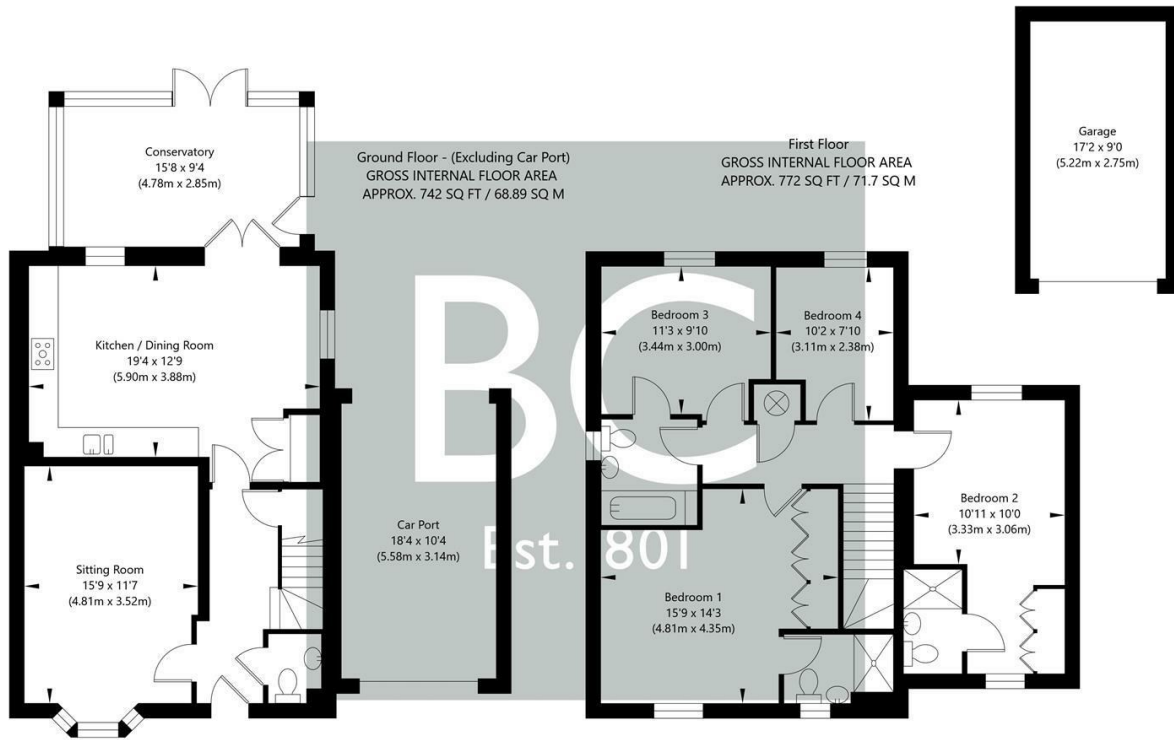 Conservatory
15'8 x 9'4
(4.78m x 2.85m)
Ground Floor - (Excluding Car Port)
GROSS INTERNAL FLOOR AREA
APPROX. 742 SQ FT / 68.89 SQ M
First Floor
GROSS INTERNAL FLOOR AREA
APPROX. 772 SQ FT / 71.7 SQ M
Garage
17'2 x 9'0
(5.22m x 2.75m)
Kitchen / Dining Room
19'4 x 12'9
(5.90m x 3.88m)
BC
Est. 1801
Bedroom 3
11'3 x 9'10
(3.44m x 3.00m)
Bedroom 4
10'2 x 7'10
(3.11m x 2.38m)
Sitting Room
15'9 x 11'7
(4.81m x 3.52m)
Car Port
18'4 x 10'4
(5.58m x 3.14m)
Bedroom 1
15'9 x 14'3
(4.81m x 4.35m)
Bedroom 2
10'11 x 10'0
(3.33m x 3.06m)